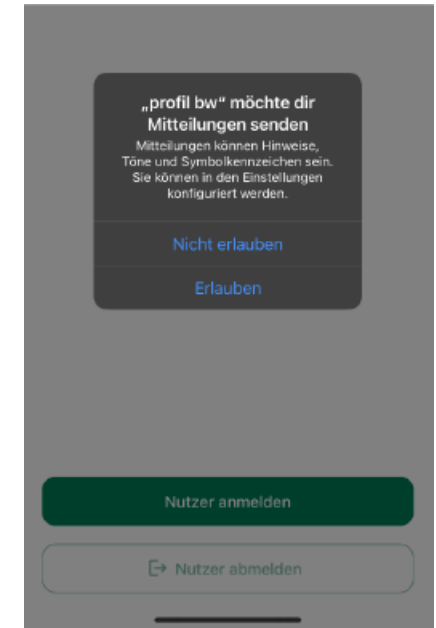 „profil bw" möchte dir
Mitteilungen senden
Mitteilungen können Hinweise,
Töne und Symbolkennzeichen sein.
Sie können in den Einstellungen
konfiguriert werden.
Nicht erlauben
Erlauben
Nutzer anmelden
Nutzer abmelden